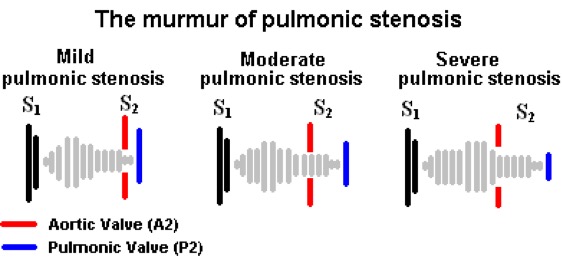 The murmur of pulmonic stenosis
Mild
pulmonic stenosis
Moderate
pulmonic stenosis
Severe
pulmonic stenosis
S1 S2
S1 S2
S1 S2
Aortic Valve (A2)
Pulmonic Valve (P2)